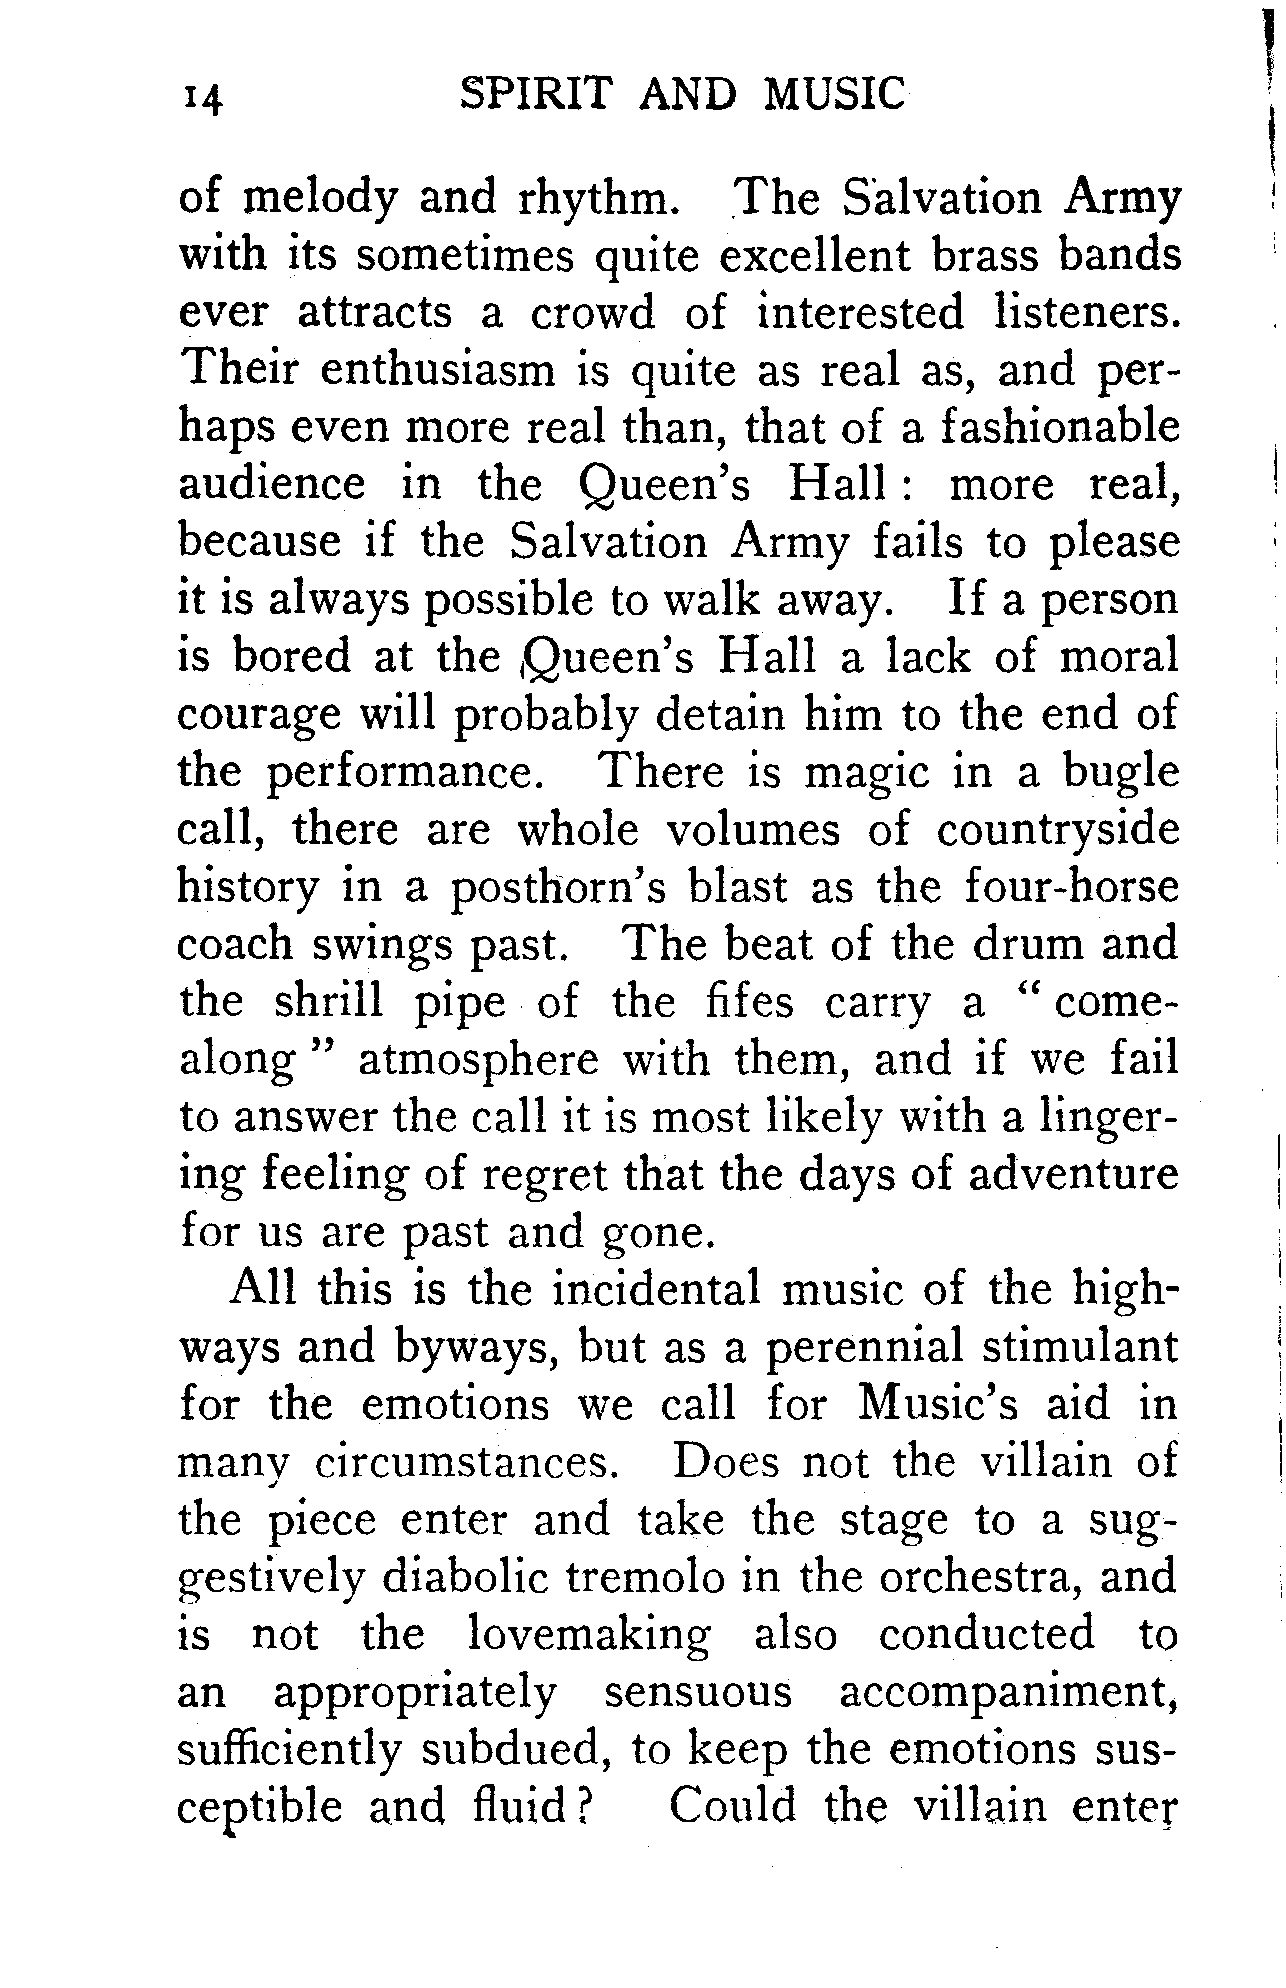 14 SPIRIT AND MUSIC
of melody and rhythm. The Salvation Army
with its sometimes quite excellent brass bands
ever attracts a crowd of interested listeners.
Their enthusiasm is quite as real as, and per-
haps even more real than, that of a fashionable
audience in the Queen's Hall : more real,
because if the Salvation Army fails to please
it is always possible to walk away. If a person
is bored at the Queen's Hall a lack of moral
courage will probably detain him to the end of
the performance. There is magic in a bugle
call, there are whole volumes of countryside
history in a posthorn's blast as the four-horse
coach swings past. The beat of the drum and
the shrill pipe of the fifes carry a “ come-
along ” atmosphere with them, and if we fail
to answer the call it is most likely with a linger-
ing feeling of regret that the days of adventure
for us are past and gone.
All this is the incidental music of the high-
ways and byways, but as a perennial stimulant
for the emotions we call for Music's aid in
many circumstances. Does not the villain of
the piece enter and take the stage to a sug-
gestively diabolic tremolo in the orchestra, and
is not the lovemaking also conducted to
an appropriately sensuous accompaniment,
sufficiently subdued, to keep the emotions sus-
ceptible and fluid ? Could the villain enter